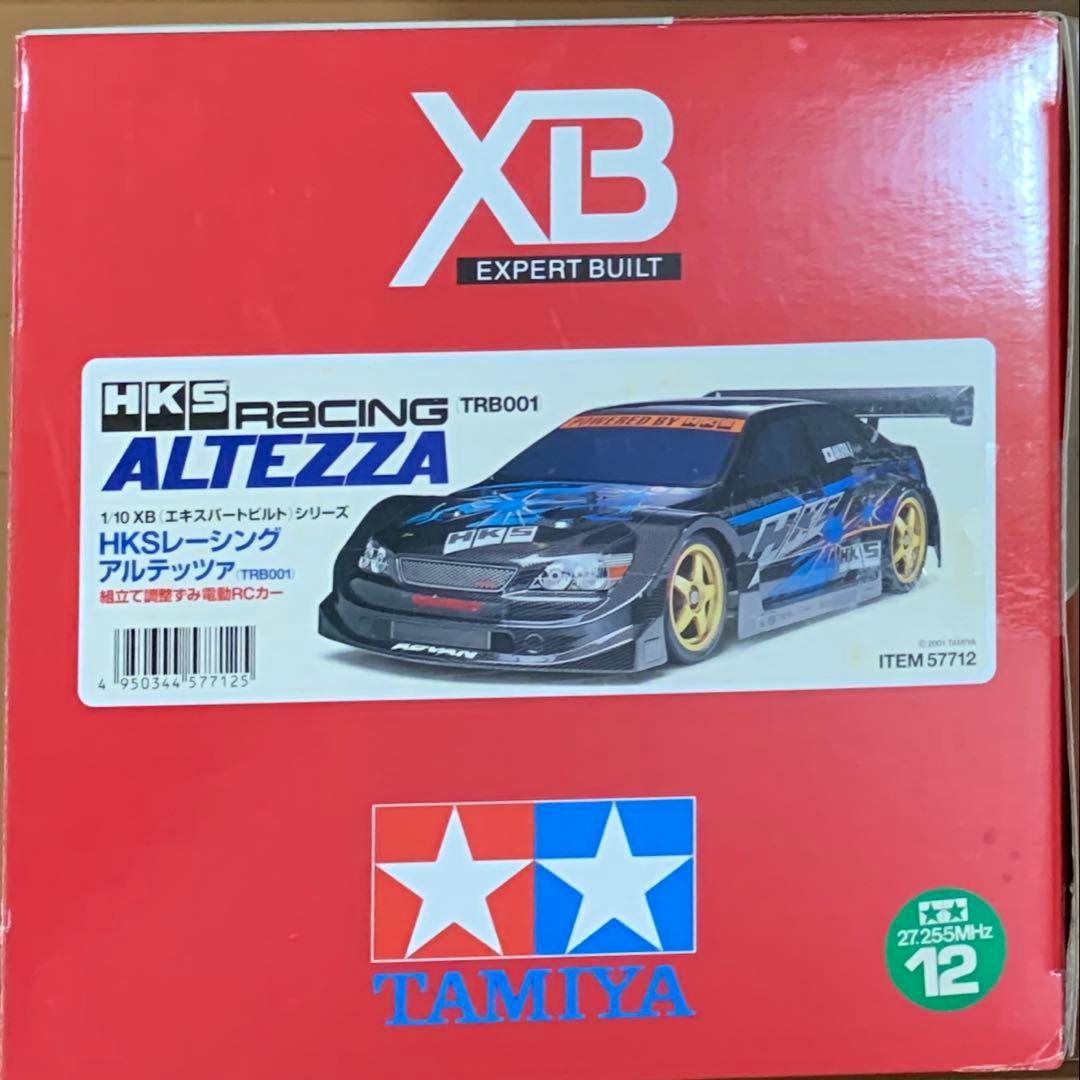 XB
EXPERT BUILT
HKS RACING (TRB001)
ALTEZZA
1/10 XB(エキスパートビルト)シリーズ
HKSレーシング
アルテッツァ(TRB001)
組立て調整ずみ電動RCカー
4 950344 577125
POWERED BY HKS
HKS
HKS
HKS
ADVAN
© 2001 TAMIYA
ITEM 57712
TAMIYA
27.255MHz
12